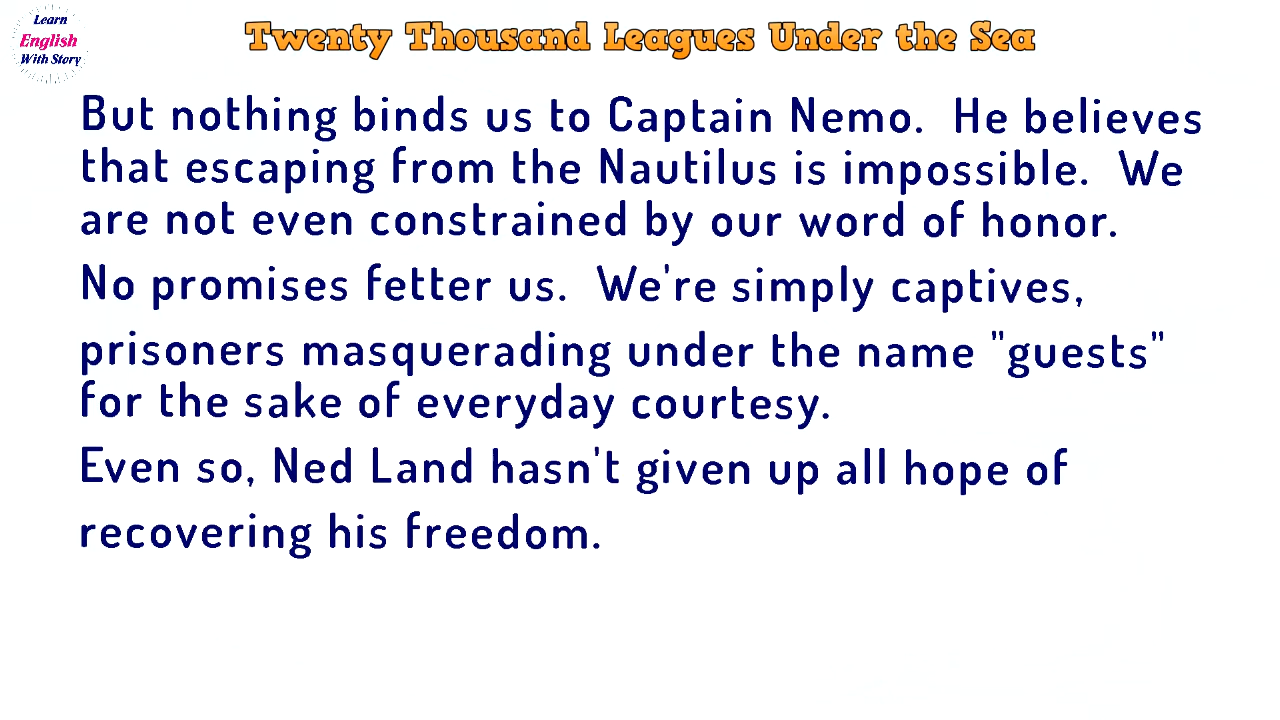 Learn
English
With Story
Twenty Thousand Leagues Under the Sea
But nothing binds us to Captain Nemo.  He believes
that escaping from the Nautilus is impossible.  We
are not even constrained by our word of honor.
No promises fetter us.  We're simply captives,
prisoners masquerading under the name "guests"
for the sake of everyday courtesy.
Even so, Ned Land hasn't given up all hope of
recovering his freedom.